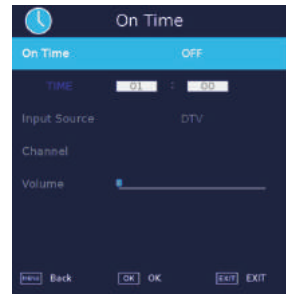 On Time
On Time OFF
TIME 01 : 00
Input Source DTV
Channel
Volume
MENU Back OK OK EXIT EXIT